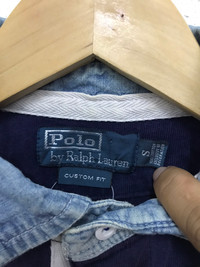 Polo
by Ralph Lauren
CUSTOM FIT
S